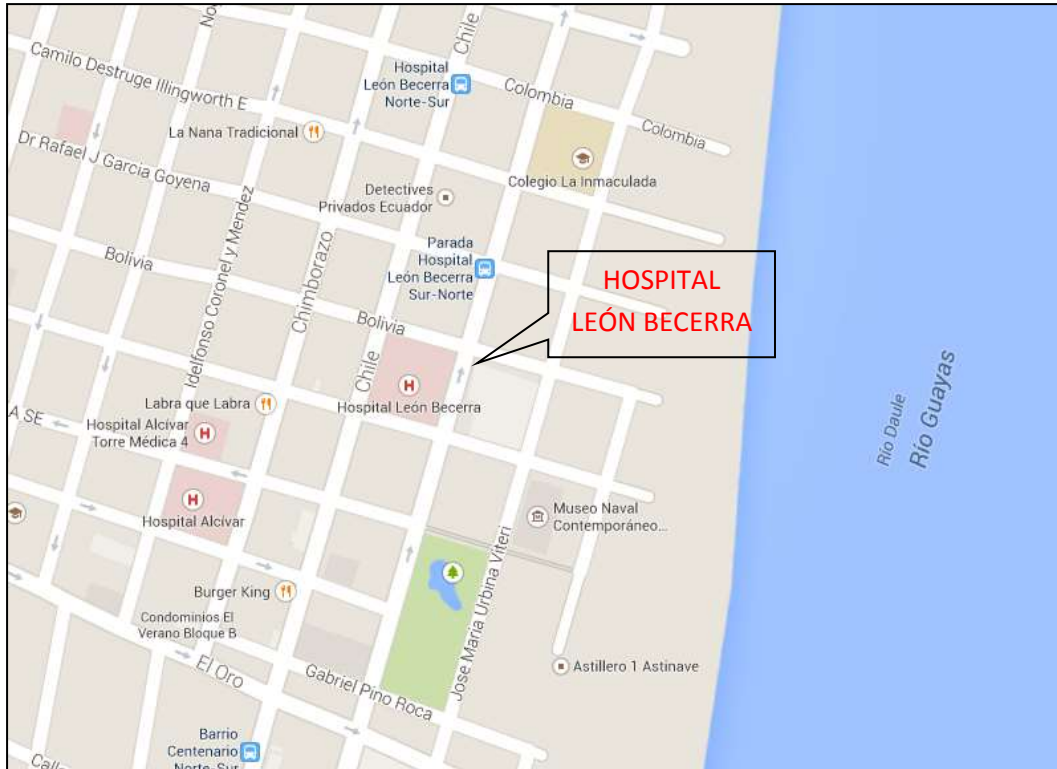 No
Chile
Camilo Destruge Illingworth E
Hospital
León Becerra
Norte-Sur
Colombia
Colombia
La Nana Tradicional
Dr Rafael J Garcia Goyena
Colegio La Inmaculada
Detectives
Privados Ecuador
Idelfonso Coronel y Mendez
Chimborazo
Parada
Hospital
León Becerra
Sur-Norte
Bolivia
HOSPITAL
LEÓN BECERRA
Bolivia
Chile
H
Hospital León Becerra
Río Daule
Río Guayas
Labra que Labra
A SE
Hospital Alcívar
Torre Médica 4
H
H
Hospital Alcívar
Museo Naval
Contemporáneo...
Jose Maria Urbina Viteri
Burger King
Condominios El
Verano Bloque B
El Oro
Gabriel Pino Roca
Astillero 1 Astinave
Barrio
Centenario
Norte-Sur
Calle